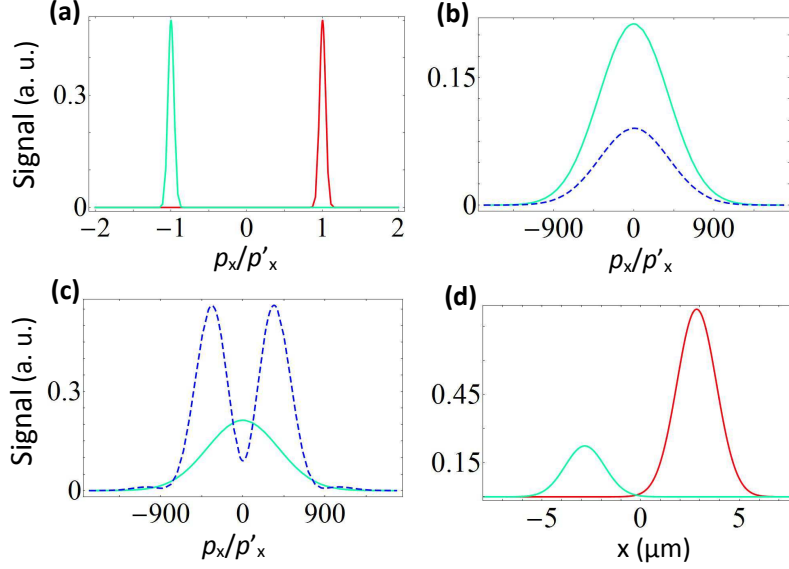 (a)
Signal (a. u.)
0.3
0
−2
−1
0
1
2
pₓ/p'ₓ
(b)
0.15
0
−900
0
900
pₓ/p'ₓ
(c)
Signal (a. u.)
0.3
0
−900
0
900
pₓ/p'ₓ
(d)
0.45
0.15
−5
0
5
x (μm)